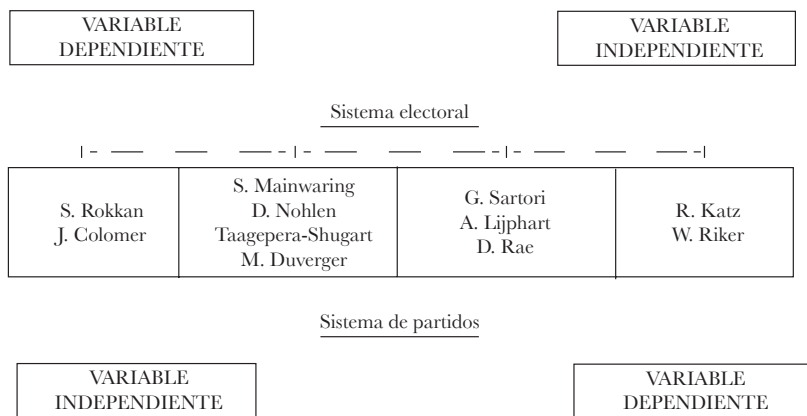 VARIABLE
DEPENDIENTE
VARIABLE
INDEPENDIENTE
Sistema electoral
S. Rokkan
J. Colomer
S. Mainwaring
D. Nohlen
Taagepera-Shugart
M. Duverger
G. Sartori
A. Lijphart
D. Rae
R. Katz
W. Riker
Sistema de partidos
VARIABLE
INDEPENDIENTE
VARIABLE
DEPENDIENTE